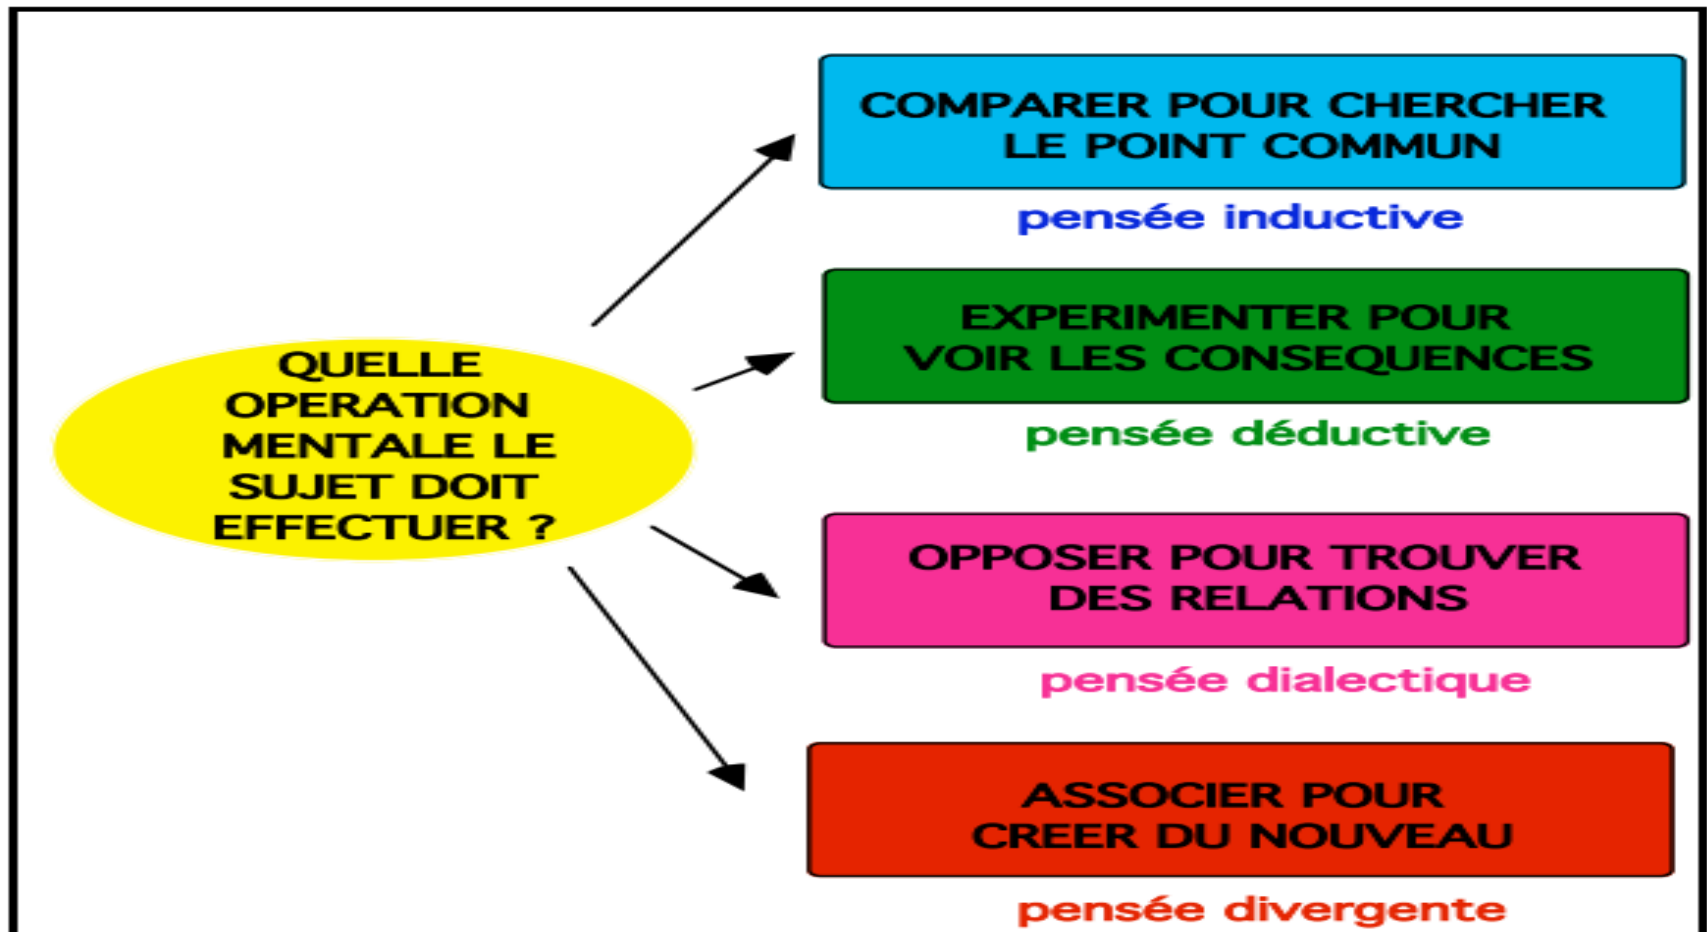 QUELLE
OPERATION
MENTALE LE
SUJET DOIT
EFFECTUER ?
COMPARER POUR CHERCHER
LE POINT COMMUN
pensée inductive
EXPERIMENTER POUR
VOIR LES CONSEQUENCES
pensée déductive
OPPOSER POUR TROUVER
DES RELATIONS
pensée dialectique
ASSOCIER POUR
CREER DU NOUVEAU
pensée divergente